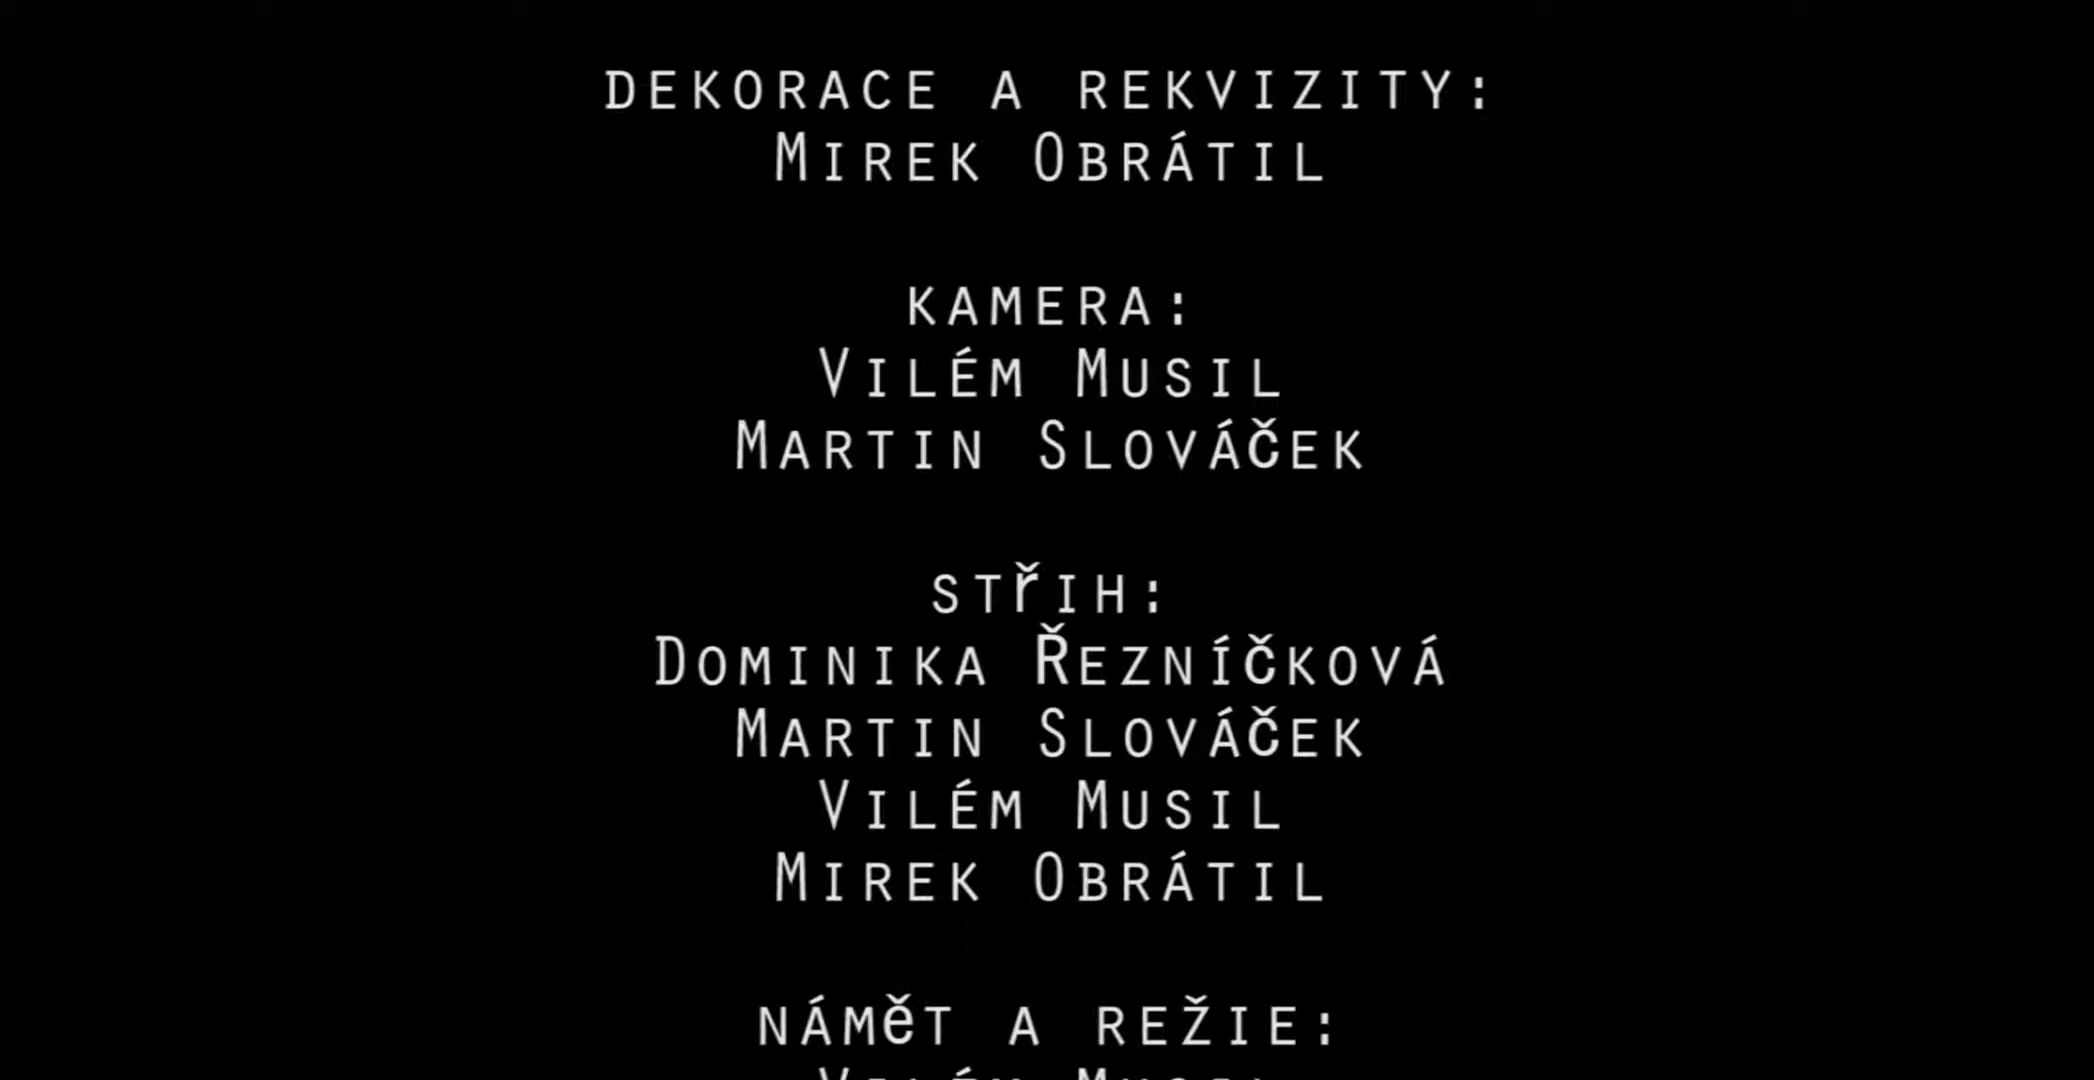 DEKORACE A REKVIZITY:
MIREK OBRÁTIL
KAMERA:
VILÉM MUSIL
MARTIN SLOVÁČEK
STŘIH:
DOMINIKA ŘEZNÍČKOVÁ
MARTIN SLOVÁČEK
VILÉM MUSIL
MIREK OBRÁTIL
NÁMĚT A REŽIE: